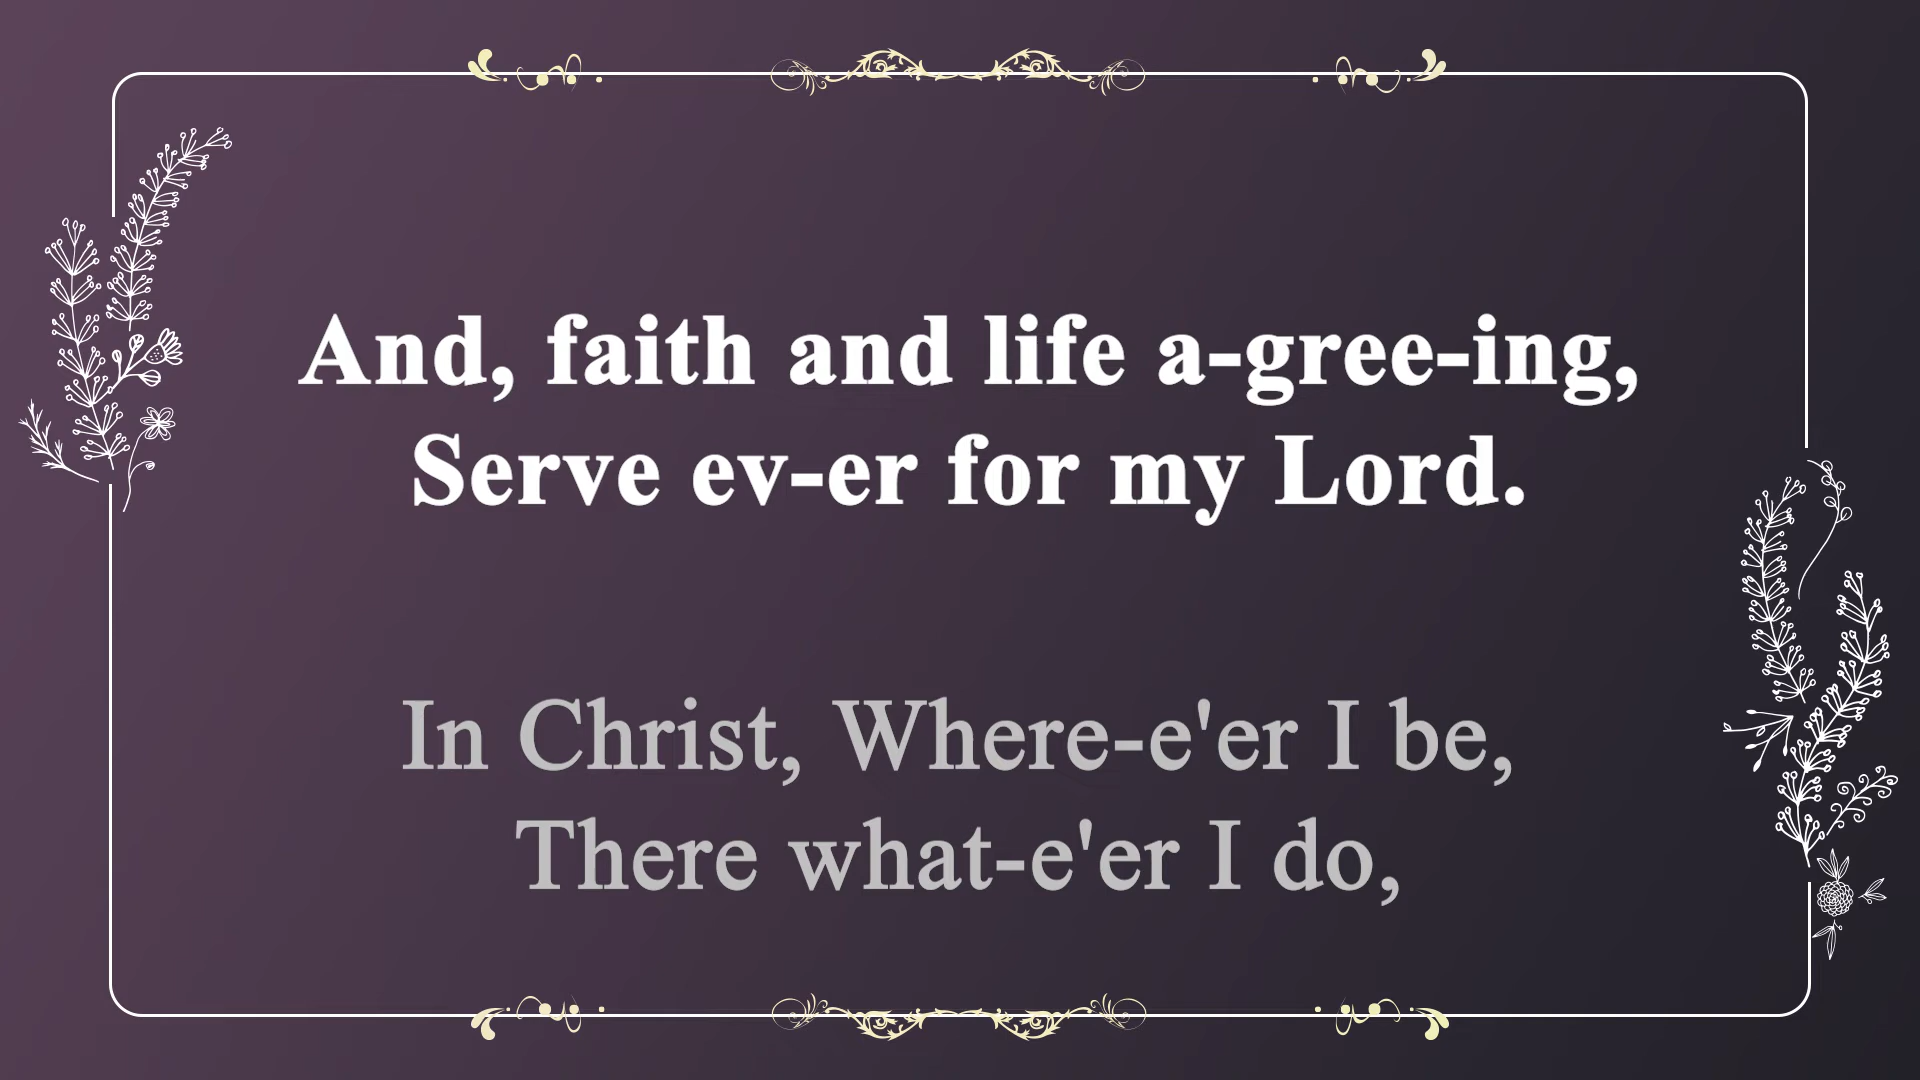 And, faith and life a-gree-ing,
Serve ev-er for my Lord.
In Christ, Where-e'er I be,
There what-e'er I do,